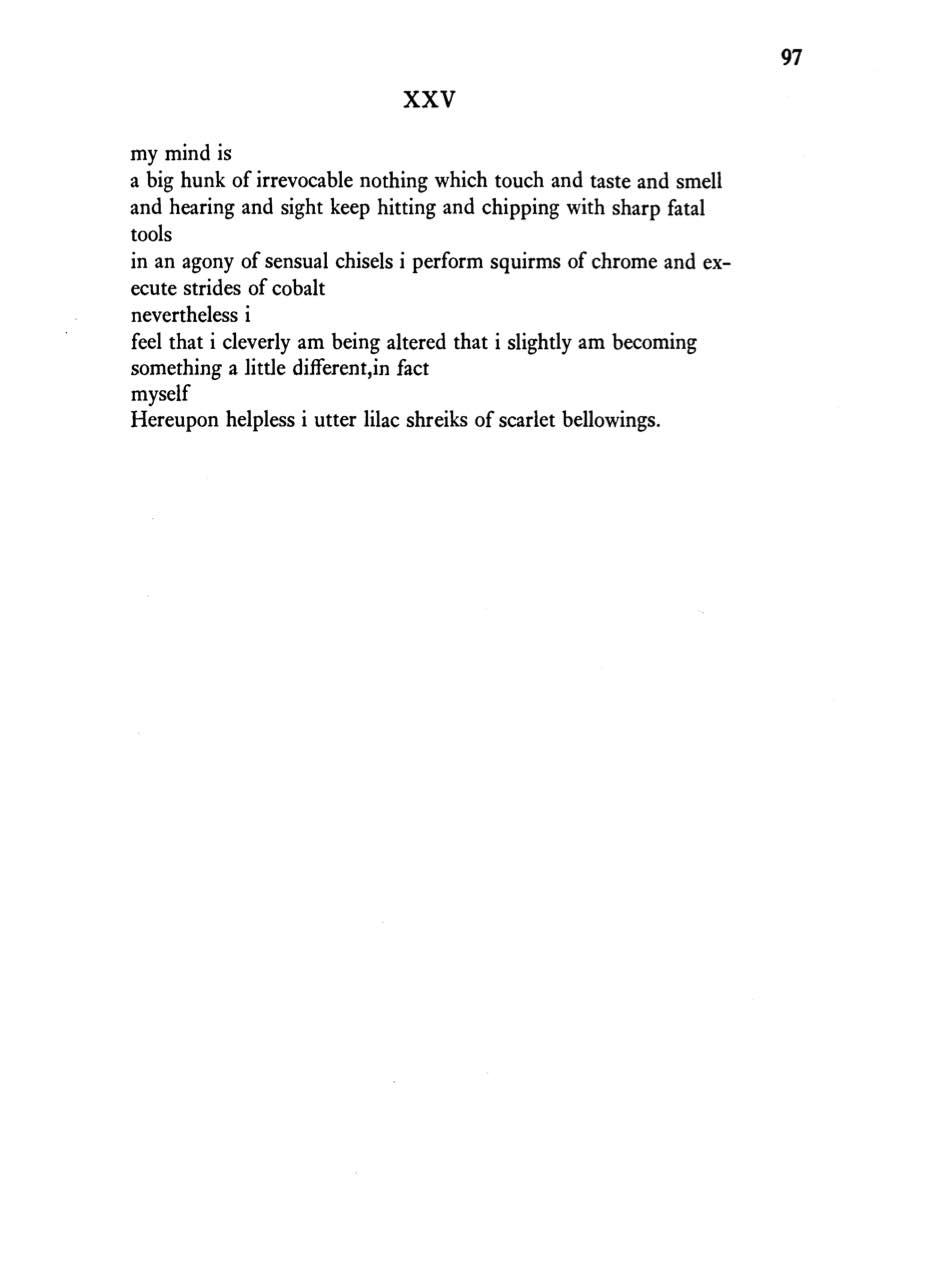 97
XXV
my mind is
a big hunk of irrevocable nothing which touch and taste and smell
and hearing and sight keep hitting and chipping with sharp fatal
tools
in an agony of sensual chisels i perform squirms of chrome and ex-
ecute strides of cobalt
nevertheless i
feel that i cleverly am being altered that i slightly am becoming
something a little different,in fact
myself
Hereupon helpless i utter lilac shreiks of scarlet bellowings.